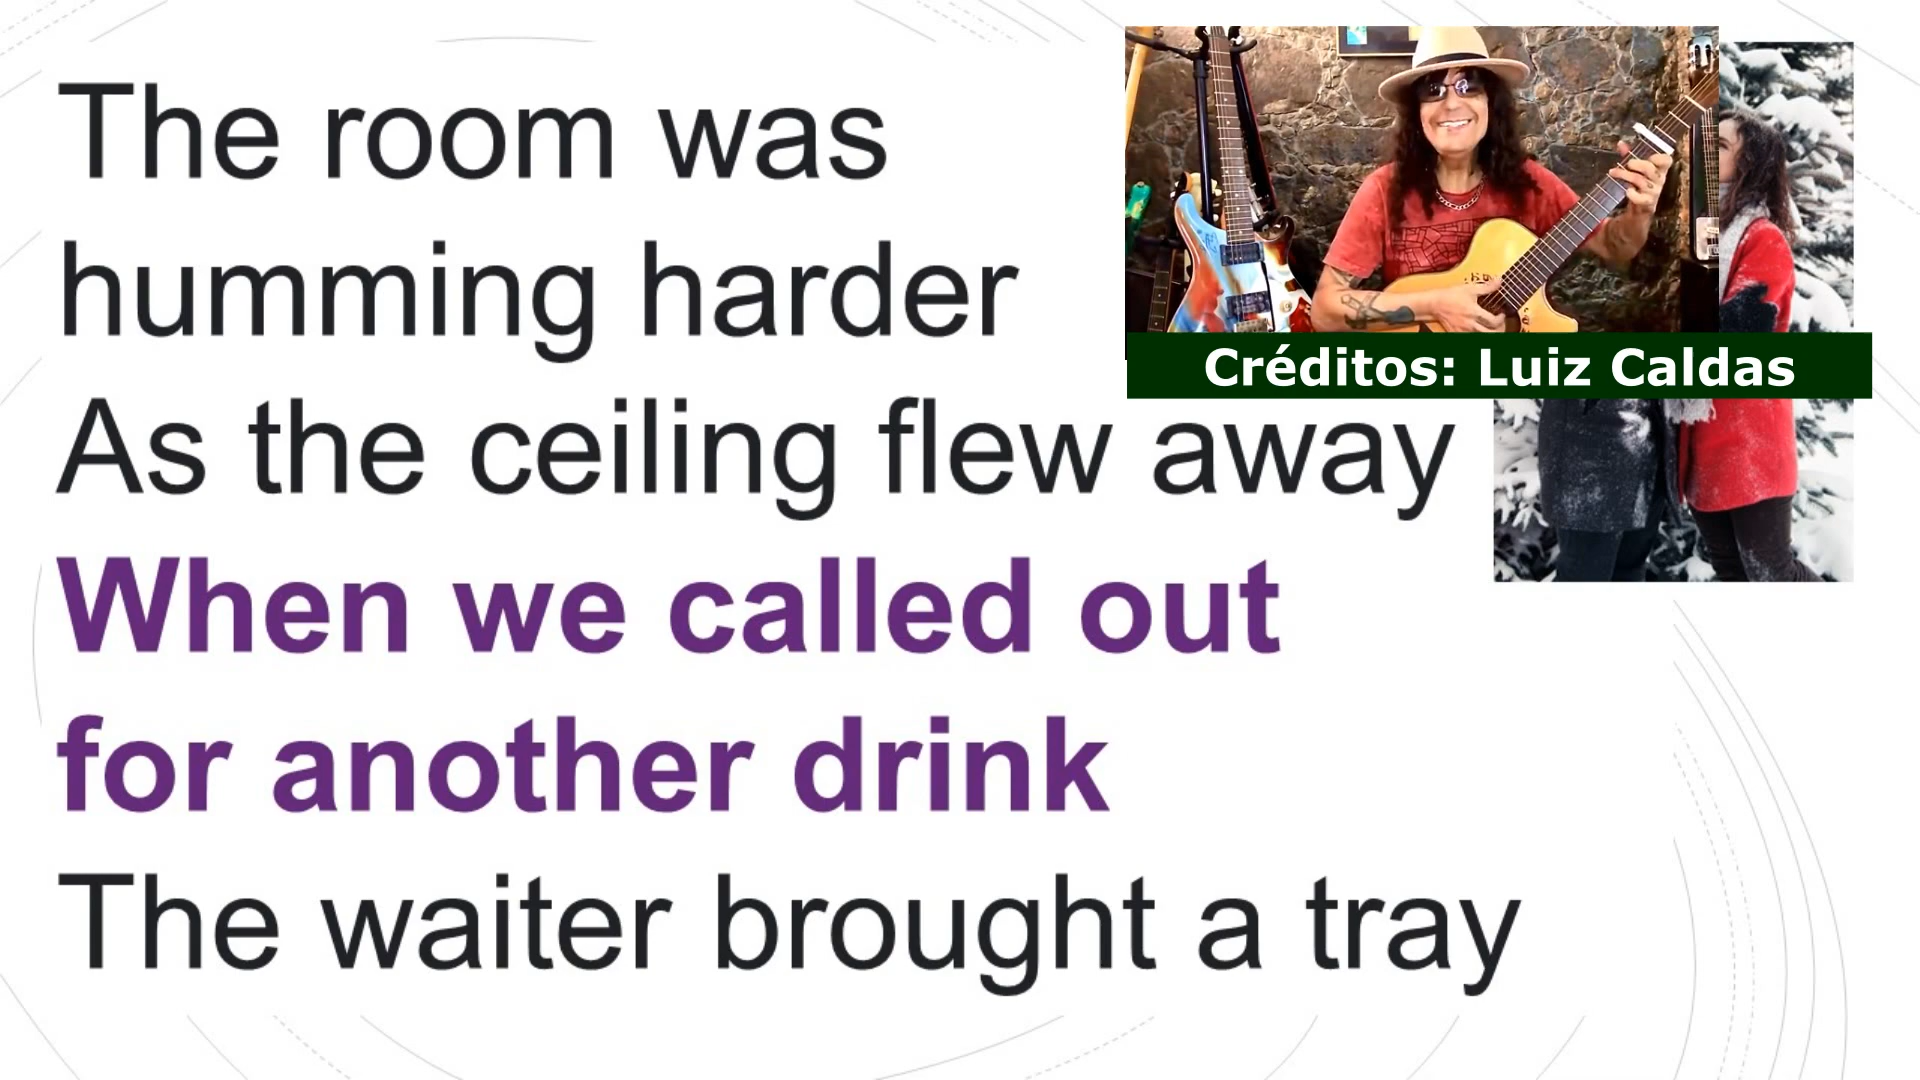 The room was
humming harder
As the ceiling flew away
When we called out
for another drink
The waiter brought a tray
Créditos: Luiz Caldas